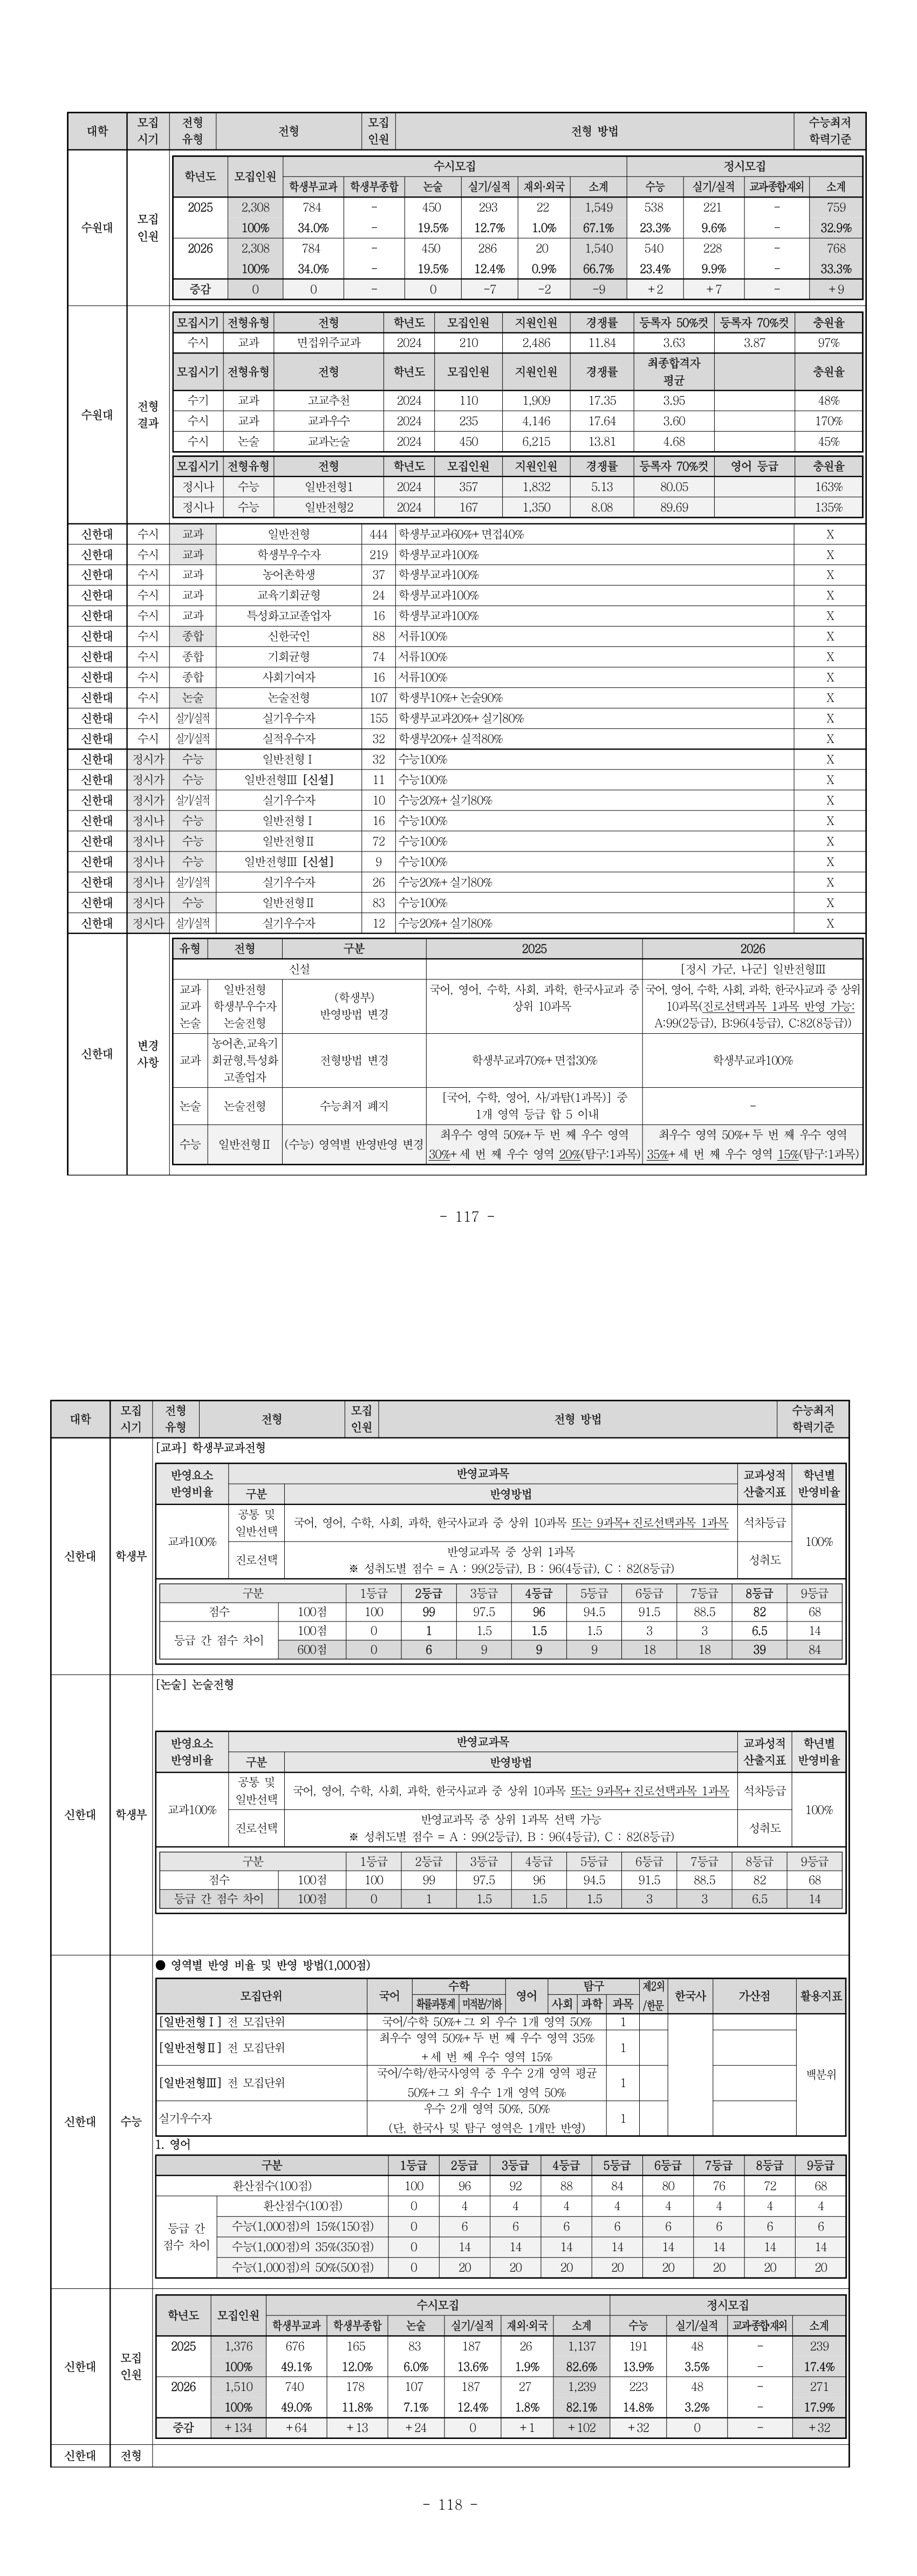 대학 모집시기 전형유형 전형 모집인원 전형 방법 수능최저학력기준
수원대 모집인원
학년도 모집인원 수시모집 정시모집
학생부교과 학생부종합 논술 실기/실적 재외·외국 소계 수능 실기/실적 교과종합재외 소계
2025 2,308 784 - 450 293 22 1,549 538 221 - 759
100% 34.0% - 19.5% 12.7% 1.0% 67.1% 23.3% 9.6% - 32.9%
2026 2,308 784 - 450 286 20 1,540 540 228 - 768
100% 34.0% - 19.5% 12.4% 0.9% 66.7% 23.4% 9.9% - 33.3%
증감 0 0 - 0 -7 -2 -9 +2 +7 - +9
수원대 전형결과
모집시기 전형유형 전형 학년도 모집인원 지원인원 경쟁률 등록자 50%컷 등록자 70%컷 충원율
수시 교과 면접위주교과 2024 210 2,486 11.84 3.63 3.87 97%
모집시기 전형유형 전형 학년도 모집인원 지원인원 경쟁률 최종합격자 평균 충원율
수기 교과 고교추천 2024 110 1,909 17.35 3.95 48%
수시 교과 교과우수 2024 235 4,146 17.64 3.60 170%
수시 논술 교과논술 2024 450 6,215 13.81 4.68 45%
모집시기 전형유형 전형 학년도 모집인원 지원인원 경쟁률 등록자 70%컷 영어 등급 충원율
정시나 수능 일반전형1 2024 357 1,832 5.13 80.05 163%
정시나 수능 일반전형2 2024 167 1,350 8.08 89.69 135%
신한대 수시 교과 일반전형 444 학생부교과60%+면접40% X
신한대 수시 교과 학생부우수자 219 학생부교과100% X
신한대 수시 교과 농어촌학생 37 학생부교과100% X
신한대 수시 교과 교육기회균형 24 학생부교과100% X
신한대 수시 교과 특성화고교졸업자 16 학생부교과100% X
신한대 수시 종합 신한국인 88 서류100% X
신한대 수시 종합 기회균형 74 서류100% X
신한대 수시 종합 사회기여자 16 서류100% X
신한대 수시 논술 논술전형 107 학생부10%+논술90% X
신한대 수시 실기/실적 실기우수자 155 학생부교과20%+실기80% X
신한대 수시 실기/실적 실적우수자 32 학생부20%+실적80% X
신한대 정시가 수능 일반전형Ⅰ 32 수능100% X
신한대 정시가 수능 일반전형Ⅲ [신설] 11 수능100% X
신한대 정시가 실기/실적 실기우수자 10 수능20%+실기80% X
신한대 정시나 수능 일반전형Ⅰ 16 수능100% X
신한대 정시나 수능 일반전형Ⅱ 72 수능100% X
신한대 정시나 수능 일반전형Ⅲ [신설] 9 수능100% X
신한대 정시나 실기/실적 실기우수자 26 수능20%+실기80% X
신한대 정시다 수능 일반전형Ⅱ 83 수능100% X
신한대 정시다 실기/실적 실기우수자 12 수능20%+실기80% X
신한대 변경사항
유형 전형 구분 2025 2026
신설 [정시 가군, 나군] 일반전형Ⅲ
교과 일반전형 (학생부) 국어, 영어, 수학, 사회, 과학, 한국사교과 중 국어, 영어, 수학, 사회, 과학, 한국사교과 중 상위
교과 학생부우수자 반영방법 변경 상위 10과목 10과목(진로선택과목 1과목 반영 가능:
논술 논술전형 A:99(2등급), B:96(4등급), C:82(8등급))
교과 농어촌,교육기회균형,특성화고졸업자 전형방법 변경 학생부교과70%+면접30% 학생부교과100%
논술 논술전형 수능최저 폐지 [국어, 수학, 영어, 사/과탐(1과목)] 중 1개 영역 등급 합 5 이내 -
수능 일반전형Ⅱ (수능) 영역별 반영반영 변경 최우수 영역 50%+두 번 째 우수 영역 최우수 영역 50%+두 번 째 우수 영역
30%+세 번 째 우수 영역 20%(탐구:1과목) 35%+세 번 째 우수 영역 15%(탐구:1과목)
- 117 -
대학 모집시기 전형유형 전형 모집인원 전형 방법 수능최저학력기준
신한대 학생부
[교과] 학생부교과전형
반영요소 반영비율 반영교과목 교과성적 산출지표 학년별 반영비율
구분 반영방법
교과100% 공통 및 일반선택 국어, 영어, 수학, 사회, 과학, 한국사교과 중 상위 10과목 또는 9과목+진로선택과목 1과목 석차등급 100%
진로선택 반영교과목 중 상위 1과목 성취도
※ 성취도별 점수 = A : 99(2등급), B : 96(4등급), C : 82(8등급)
구분 1등급 2등급 3등급 4등급 5등급 6등급 7등급 8등급 9등급
점수 100점 100 99 97.5 96 94.5 91.5 88.5 82 68
등급 간 점수 차이 100점 0 1 1.5 1.5 1.5 3 3 6.5 14
600점 0 6 9 9 9 18 18 39 84
신한대 학생부
[논술] 논술전형
반영요소 반영비율 반영교과목 교과성적 산출지표 학년별 반영비율
구분 반영방법
교과100% 공통 및 일반선택 국어, 영어, 수학, 사회, 과학, 한국사교과 중 상위 10과목 또는 9과목+진로선택과목 1과목 석차등급 100%
진로선택 반영교과목 중 상위 1과목 선택 가능 성취도
※ 성취도별 점수 = A : 99(2등급), B : 96(4등급), C : 82(8등급)
구분 1등급 2등급 3등급 4등급 5등급 6등급 7등급 8등급 9등급
점수 100점 100 99 97.5 96 94.5 91.5 88.5 82 68
등급 간 점수 차이 100점 0 1 1.5 1.5 1.5 3 3 6.5 14
신한대 수능
● 영역별 반영 비율 및 반영 방법(1,000점)
모집단위 국어 수학 영어 탐구 제2외/한문 한국사 가산점 활용지표
확률과통계 미적분/기하 사회 과학 과목
[일반전형Ⅰ] 전 모집단위 국어/수학 50%+그 외 우수 1개 영역 50% 1 백분위
[일반전형Ⅱ] 전 모집단위 최우수 영역 50%+두 번 째 우수 영역 35%
+세 번 째 우수 영역 15% 1
[일반전형Ⅲ] 전 모집단위 국어/수학/한국사영역 중 우수 2개 영역 평균
50%+그 외 우수 1개 영역 50% 1
실기우수자 우수 2개 영역 50%, 50%
(단, 한국사 및 탐구 영역은 1개만 반영) 1
1. 영어
구분 1등급 2등급 3등급 4등급 5등급 6등급 7등급 8등급 9등급
환산점수(100점) 100 96 92 88 84 80 76 72 68
등급 간 점수 차이 환산점수(100점) 0 4 4 4 4 4 4 4 4
수능(1,000점)의 15%(150점) 0 6 6 6 6 6 6 6 6
수능(1,000점)의 35%(350점) 0 14 14 14 14 14 14 14 14
수능(1,000점)의 50%(500점) 0 20 20 20 20 20 20 20 20
신한대 모집인원
학년도 모집인원 수시모집 정시모집
학생부교과 학생부종합 논술 실기/실적 재외·외국 소계 수능 실기/실적 교과종합재외 소계
2025 1,376 676 165 83 187 26 1,137 191 48 - 239
100% 49.1% 12.0% 6.0% 13.6% 1.9% 82.6% 13.9% 3.5% - 17.4%
2026 1,510 740 178 107 187 27 1,239 223 48 - 271
100% 49.0% 11.8% 7.1% 12.4% 1.8% 82.1% 14.8% 3.2% - 17.9%
증감 +134 +64 +13 +24 0 +1 +102 +32 0 - +32
신한대 전형
- 118 -